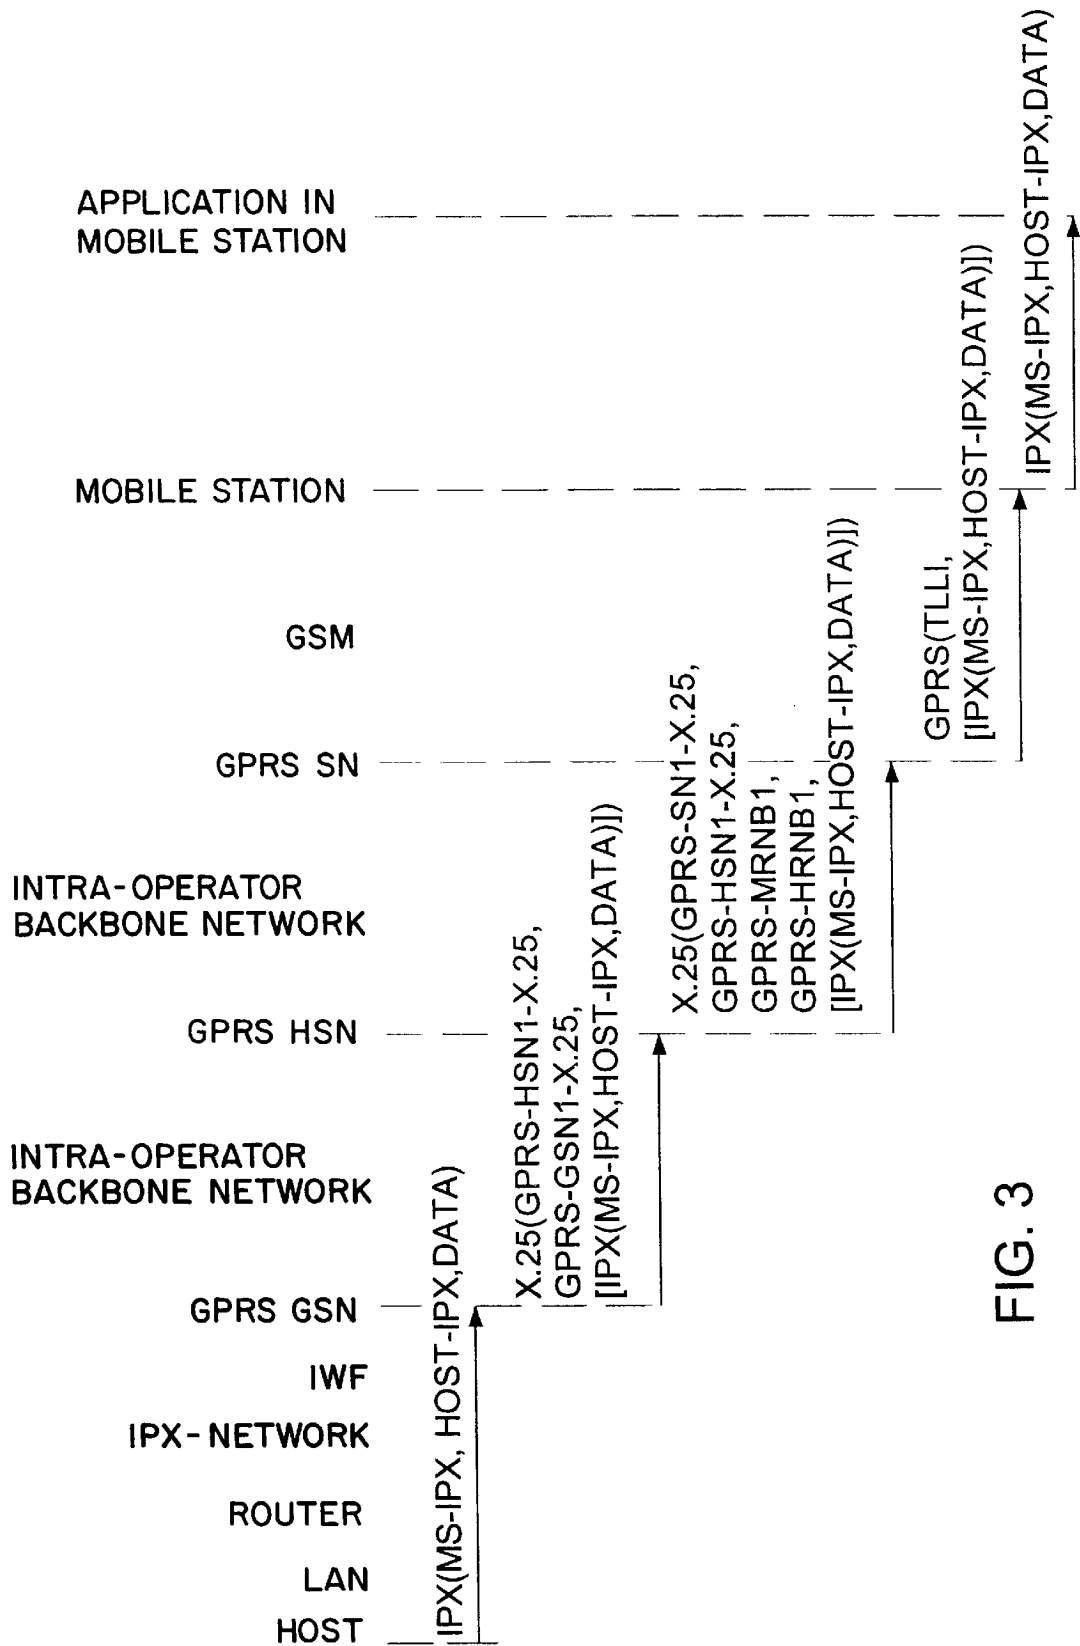 APPLICATION IN
MOBILE STATION
MOBILE STATION
GSM
GPRS SN
INTRA-OPERATOR
BACKBONE NETWORK
GPRS HSN
INTRA-OPERATOR
BACKBONE NETWORK
GPRS GSN
IWF
IPX-NETWORK
ROUTER
LAN
HOST
IPX(MS-IPX, HOST-IPX,DATA)
X.25(GPRS-HSN1-X.25,
GPRS-GSN1-X.25,
[IPX(MS-IPX,HOST-IPX,DATA)])
X.25(GPRS-SN1-X.25,
GPRS-HSN1-X.25,
GPRS-MRNB1,
GPRS-HRNB1,
[IPX(MS-IPX,HOST-IPX,DATA)])
GPRS(TLLI,
[IPX(MS-IPX,HOST-IPX,DATA)])
IPX(MS-IPX,HOST-IPX,DATA)
FIG. 3